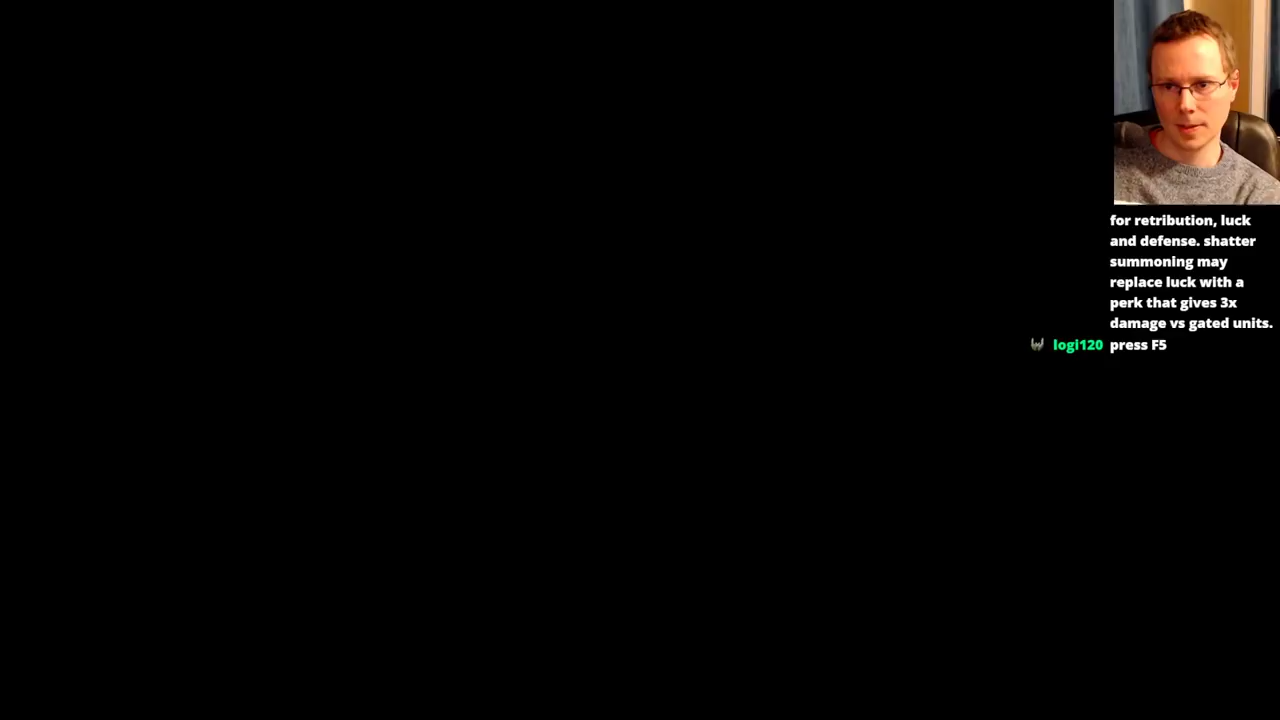 for retribution, luck
and defense. shatter
summoning may
replace luck with a
perk that gives 3x
damage vs gated units.
logi120 press F5